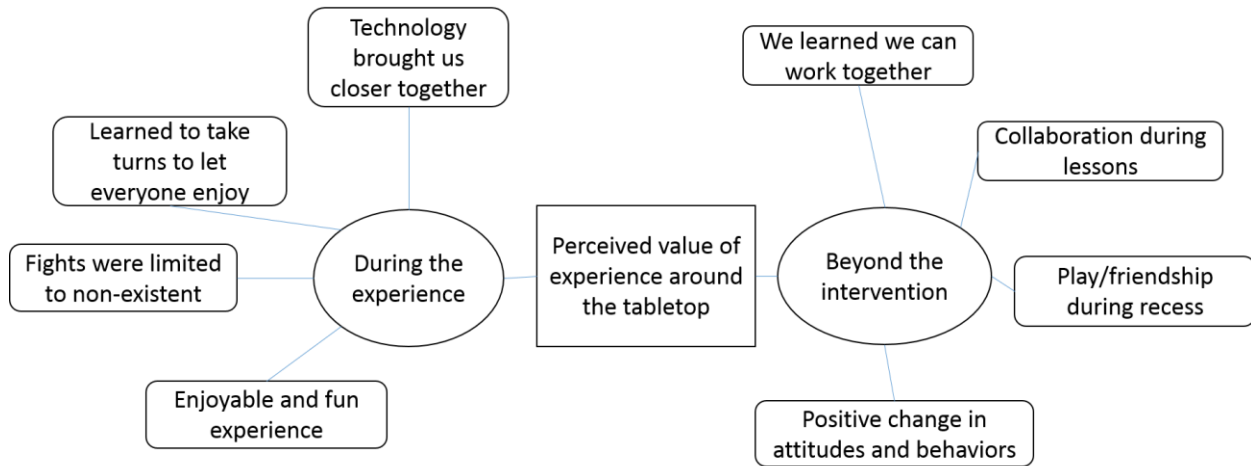 Technology
brought us
closer together
Learned to take
turns to let
everyone enjoy
Fights were limited
to non-existent
Enjoyable and fun
experience
During the
experience
Perceived value of
experience around
the tabletop
Beyond the
intervention
We learned we can
work together
Collaboration during
lessons
Play/friendship
during recess
Positive change in
attitudes and behaviors